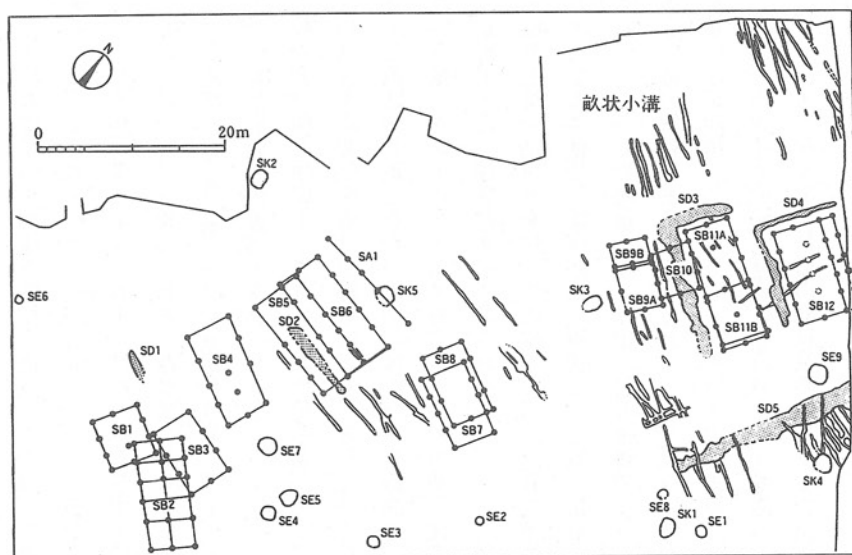 N
0
20m
畝状小溝
SK2
SD3
SD4
SA1
SB9B
SB11A
SB10
SE6
SB5
SK5
SK3
SB9A
SB12
SD2
SB6
SB11B
SD1
SB4
SB8
SE9
SD5
SB1
SB3
SE7
SB7
SK4
SB2
SE5
SE4
SE8
SE2
SK1
SE1
SE3